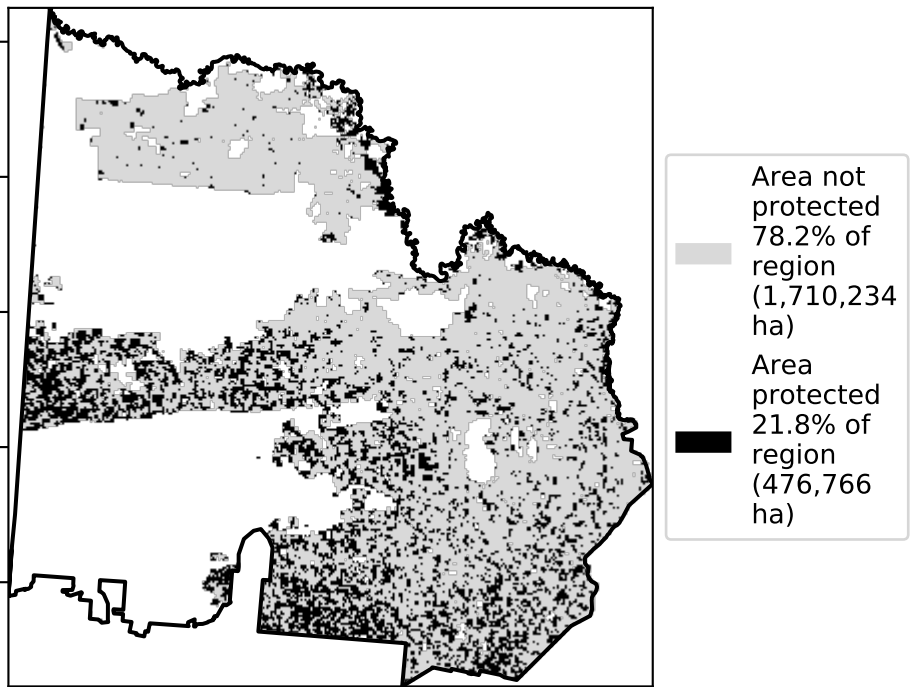 Area not
protected
78.2% of
region
(1,710,234
ha)
Area
protected
21.8% of
region
(476,766
ha)